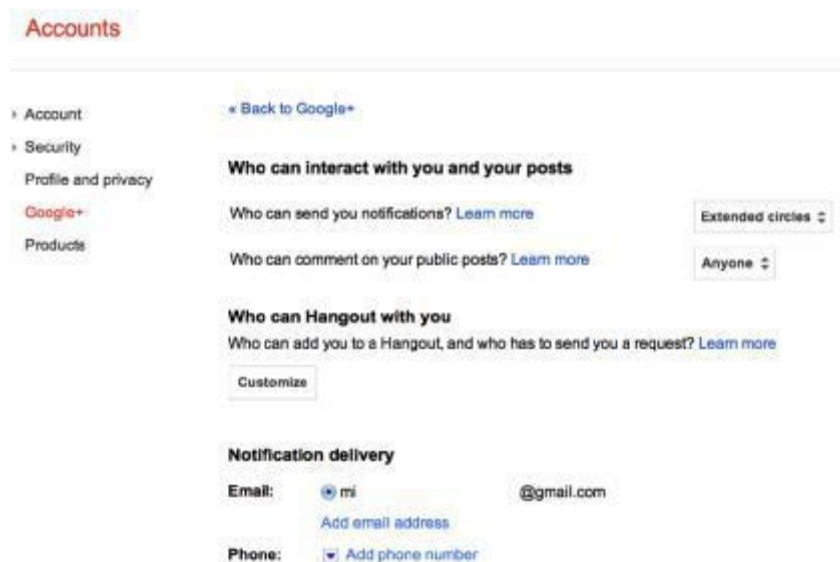 Accounts
Account
Security
Profile and privacy
Google+
Products
« Back to Google+
Who can interact with you and your posts
Who can send you notifications? Learn more
Extended circles
Who can comment on your public posts? Learn more
Anyone
Who can Hangout with you
Who can add you to a Hangout, and who has to send you a request? Learn more
Customize
Notification delivery
Email: mi @gmail.com
Add email address
Phone: Add phone number